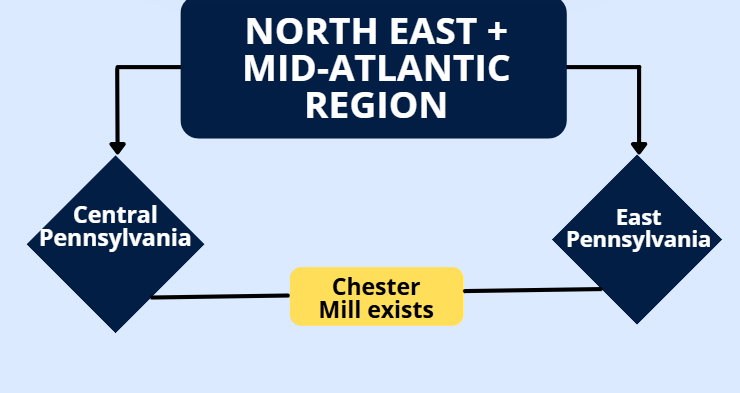 NORTH EAST +
MID-ATLANTIC
REGION
Central
Pennsylvania
East
Pennsylvania
Chester
Mill exists